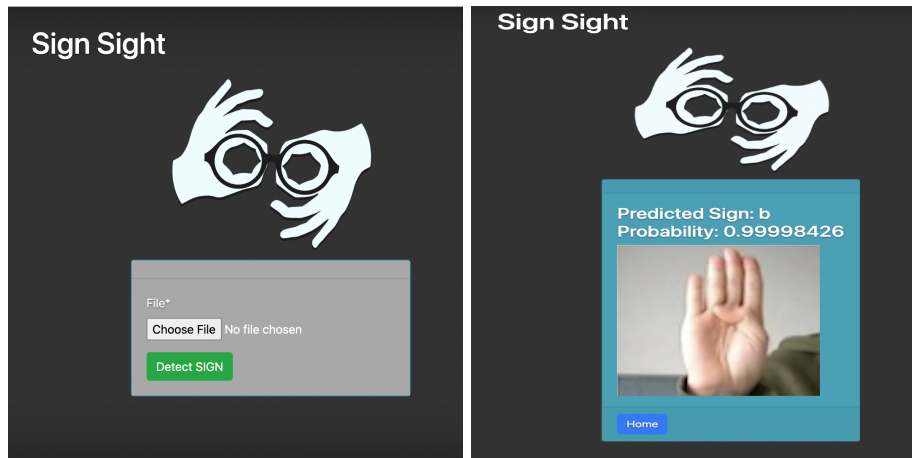 Sign Sight
File*
Choose File No file chosen
Detect SIGN
Sign Sight
Predicted Sign: b
Probability: 0.99998426
Home